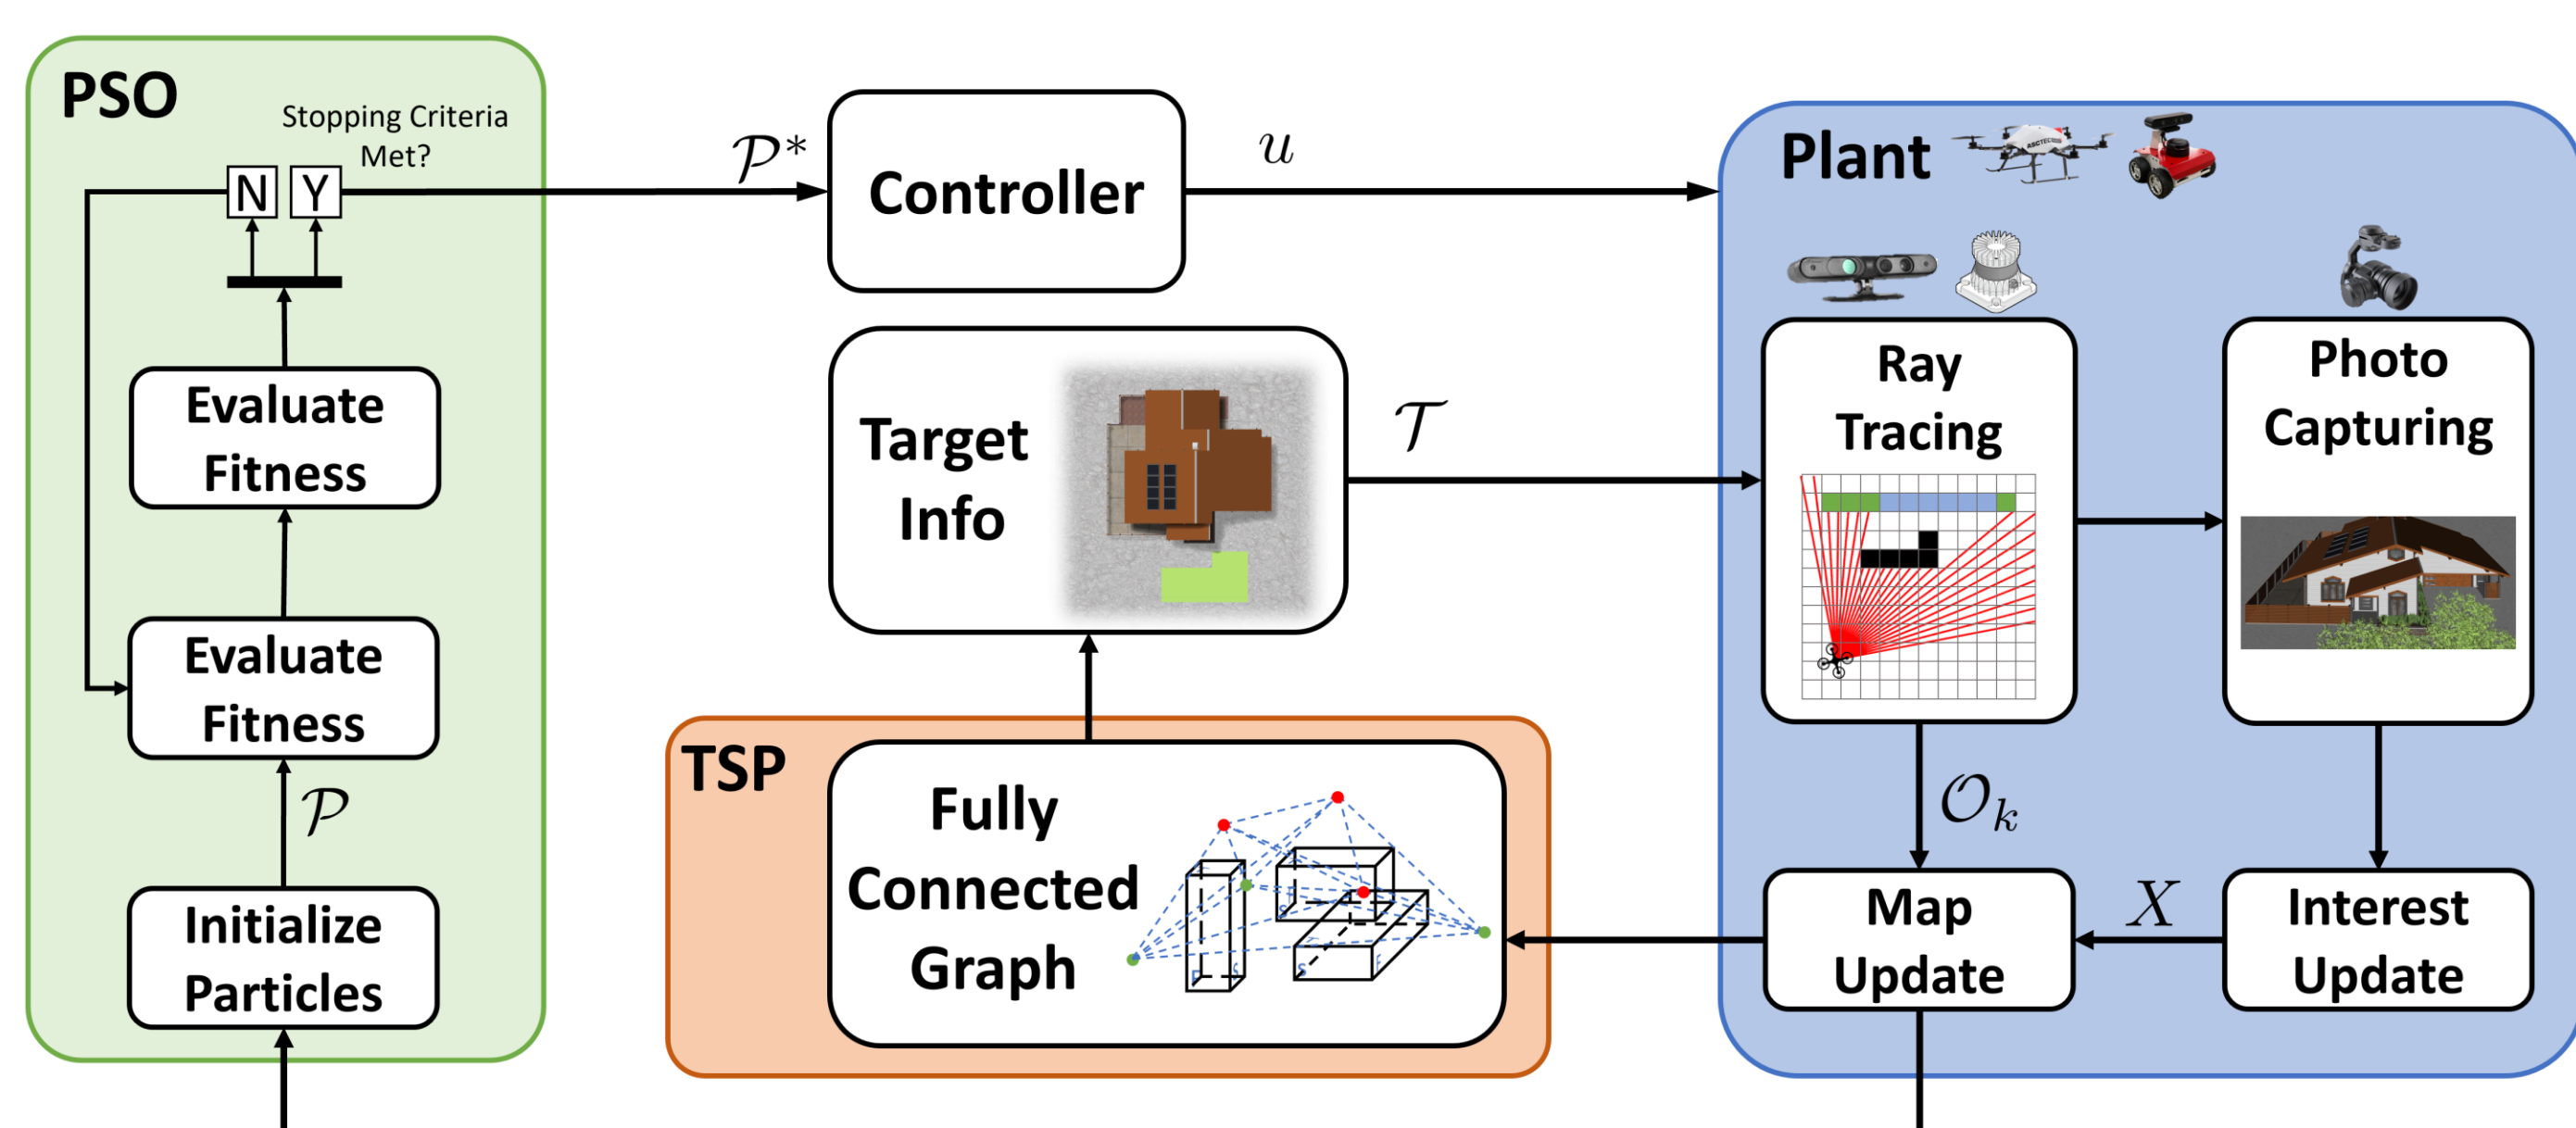 PSO
Stopping Criteria
Met?
N Y
Evaluate
Fitness
Evaluate
Fitness
𝒫
Initialize
Particles
𝒫*
Controller
u
Target
Info
𝒯
TSP
Fully
Connected
Graph
Plant
Ray
Tracing
Photo
Capturing
𝒪k
Map
Update
X
Interest
Update